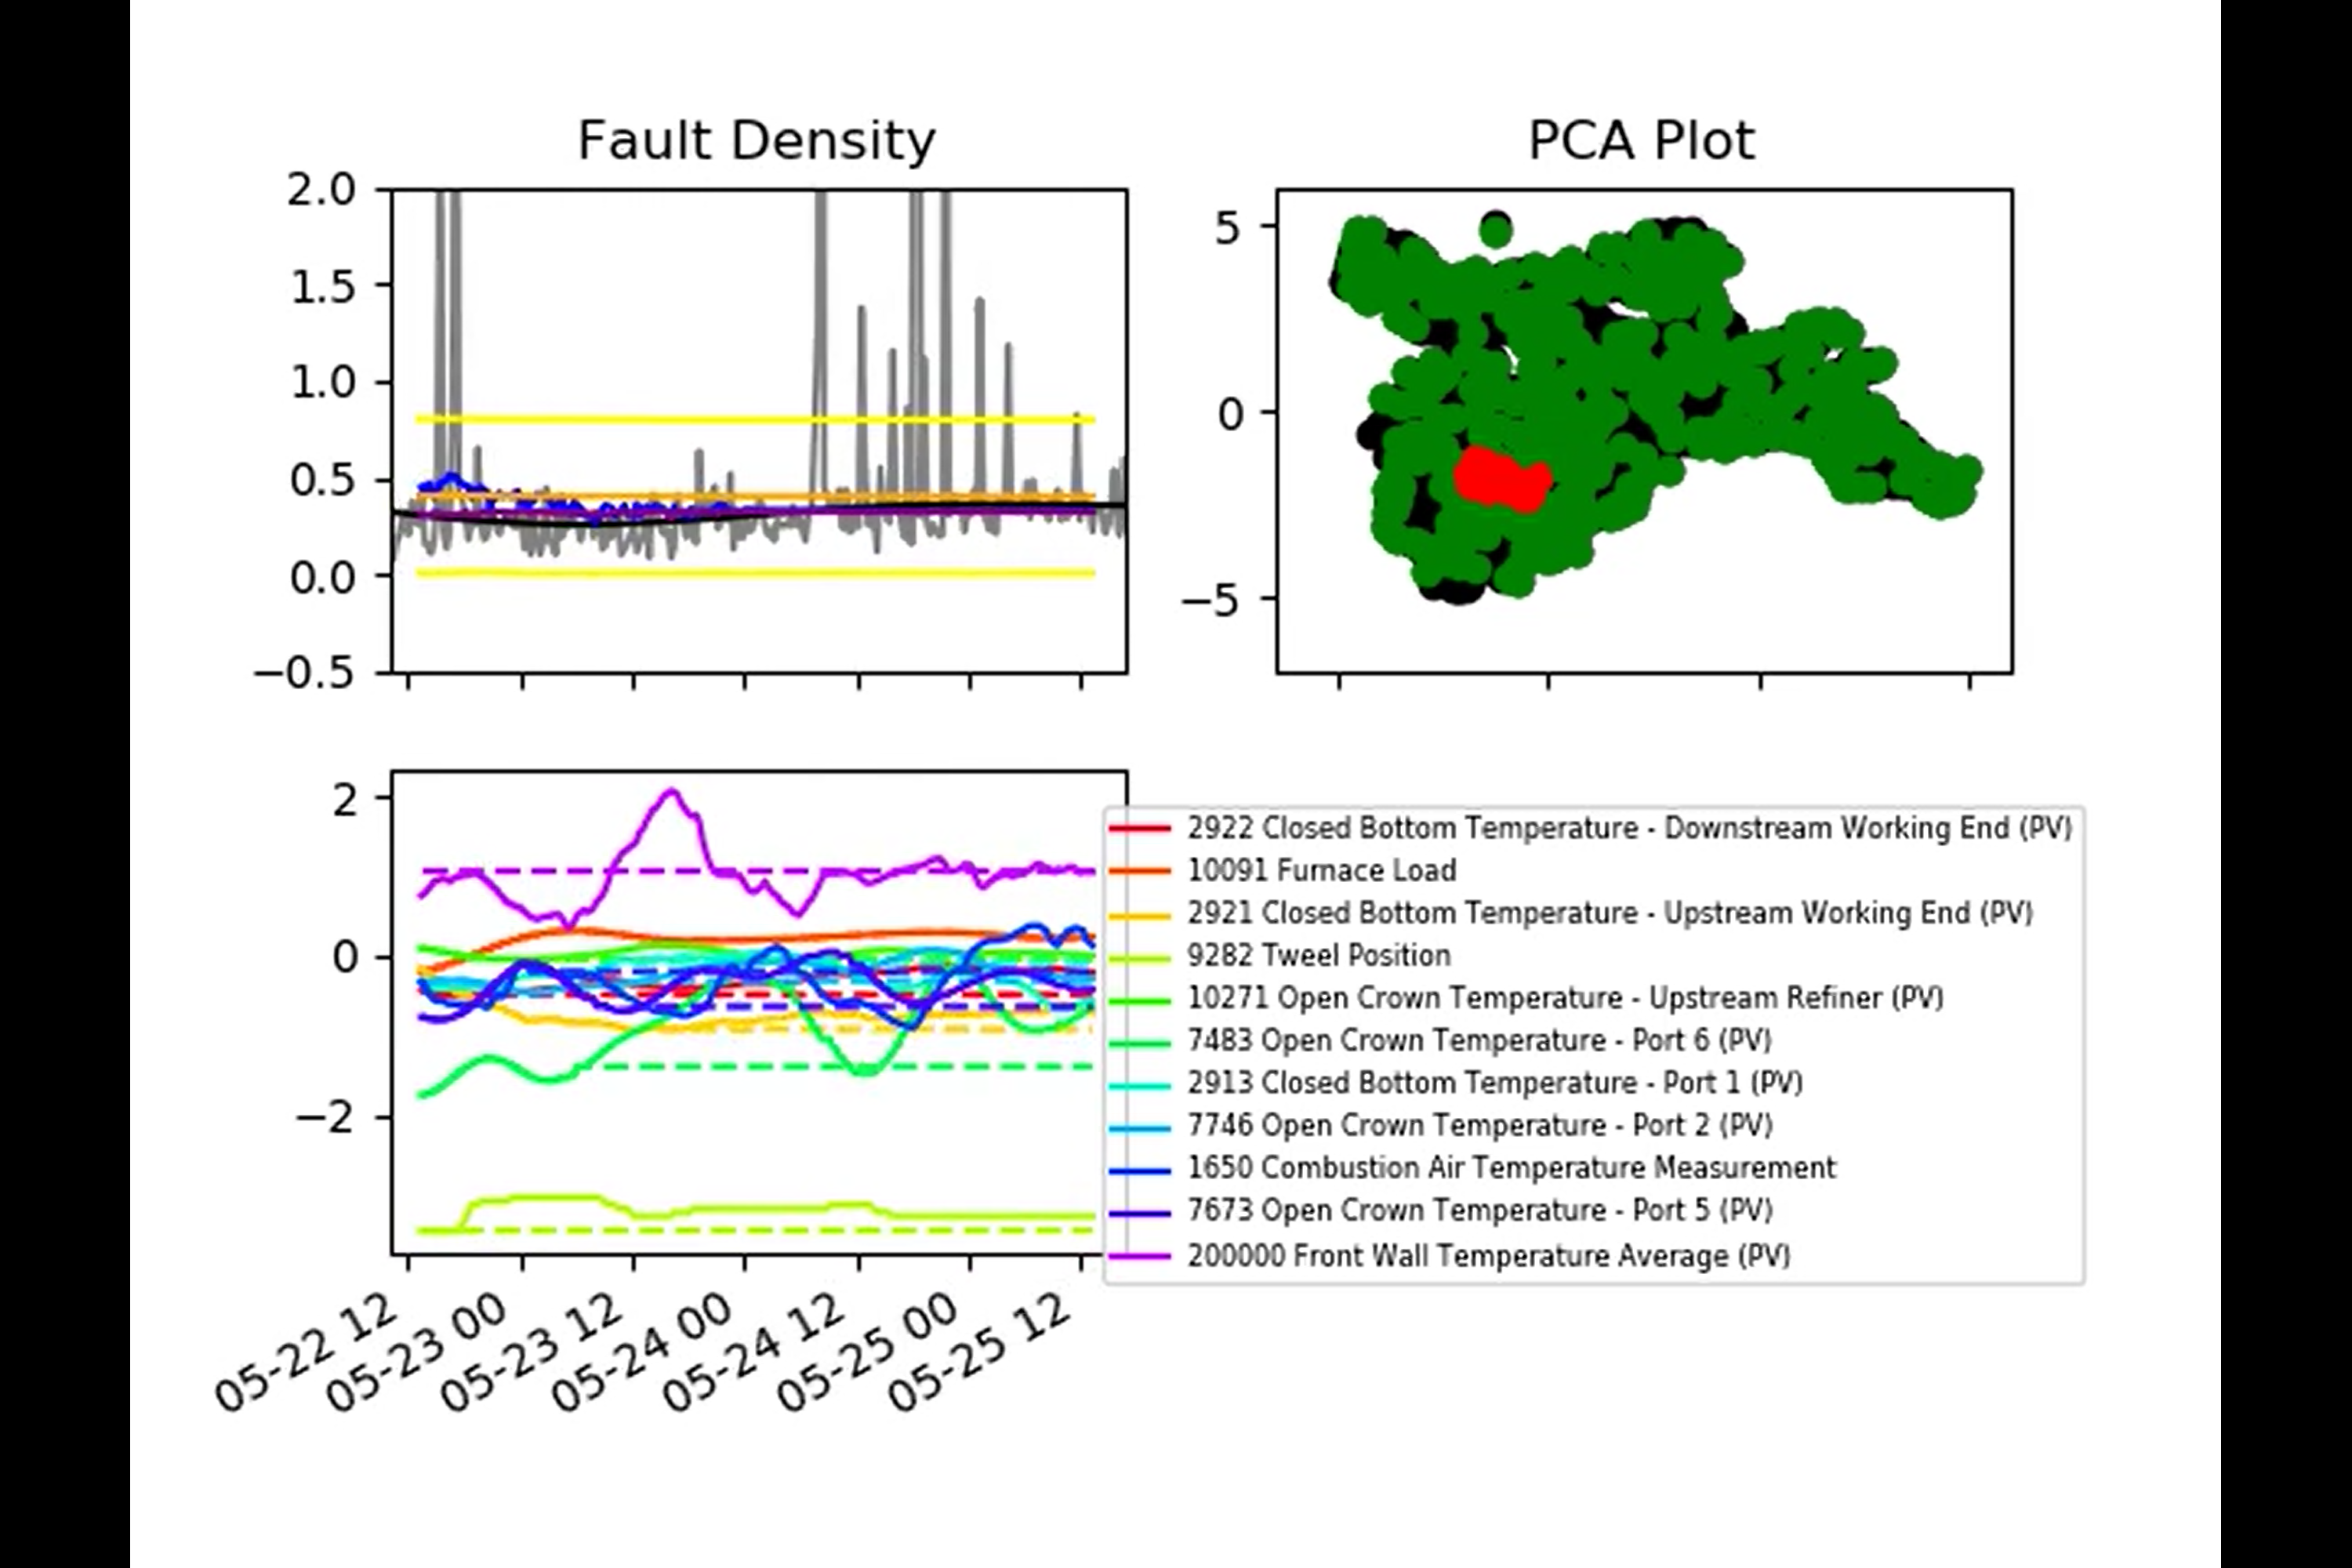 Fault Density
2.0
1.5
1.0
0.5
0.0
−0.5
PCA Plot
5
0
−5
2
0
−2
05-22 12
05-23 00
05-23 12
05-24 00
05-24 12
05-25 00
05-25 12
2922 Closed Bottom Temperature - Downstream Working End (PV)
10091 Furnace Load
2921 Closed Bottom Temperature - Upstream Working End (PV)
9282 Tweel Position
10271 Open Crown Temperature - Upstream Refiner (PV)
7483 Open Crown Temperature - Port 6 (PV)
2913 Closed Bottom Temperature - Port 1 (PV)
7746 Open Crown Temperature - Port 2 (PV)
1650 Combustion Air Temperature Measurement
7673 Open Crown Temperature - Port 5 (PV)
200000 Front Wall Temperature Average (PV)